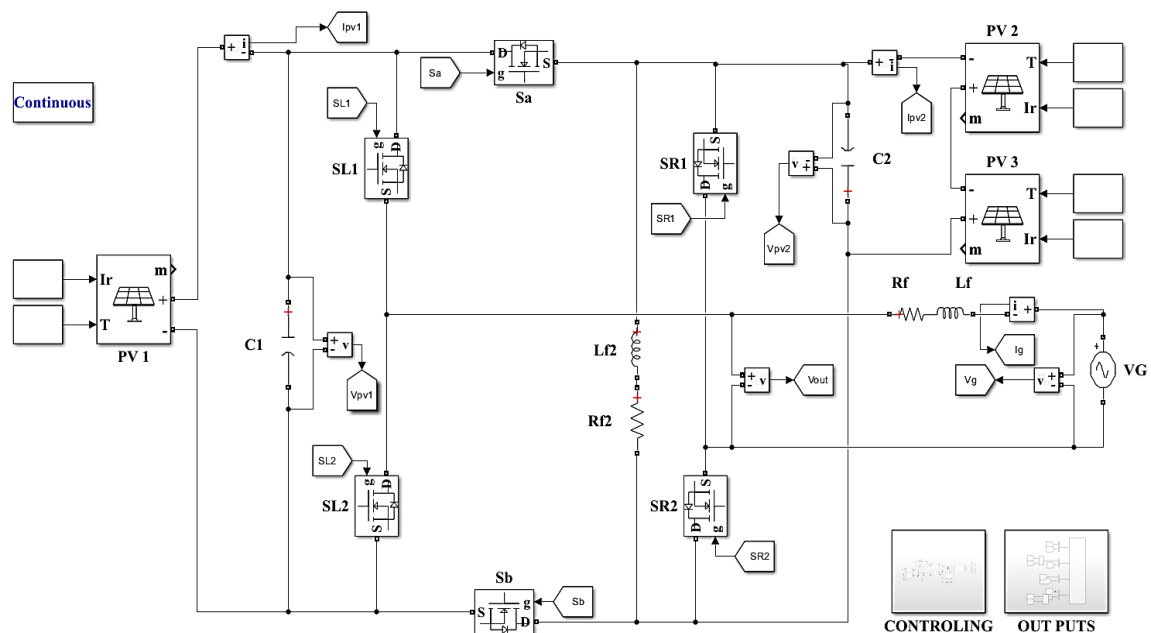 Continuous
Ir
T
m
+
-
PV 1
+
i
-
Ipv1
C1
+
+
-
v
Vpv1
SL1
g
D
S
SL1
SL2
g
D
S
SL2
Sa
D
g
S
Sa
Sb
S
g
D
Sb
Lf2
+
Rf2
+
SR1
S
D
g
SR1
SR2
S
D
g
SR2
v
-
+
Vpv2
C2
+
+
i
-
Ipv2
PV 2
-
+
m
T
Ir
PV 3
-
+
m
T
Ir
Rf
Lf
+
i
-
+
Ig
Vg
v
+
-
+
VG
+
-
v
Vout
CONTROLING
OUT PUTS